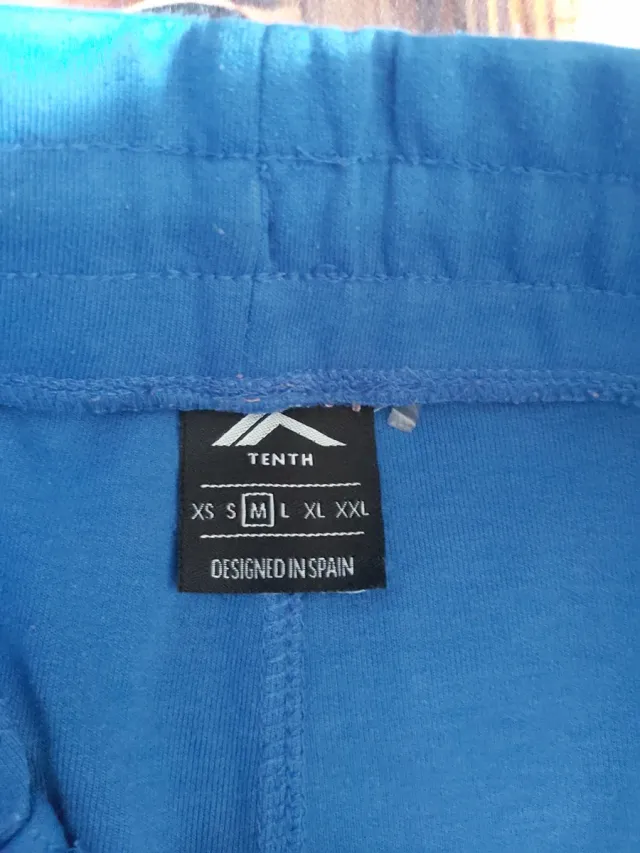 TENTH
XS S M L XL XXL
DESIGNED IN SPAIN